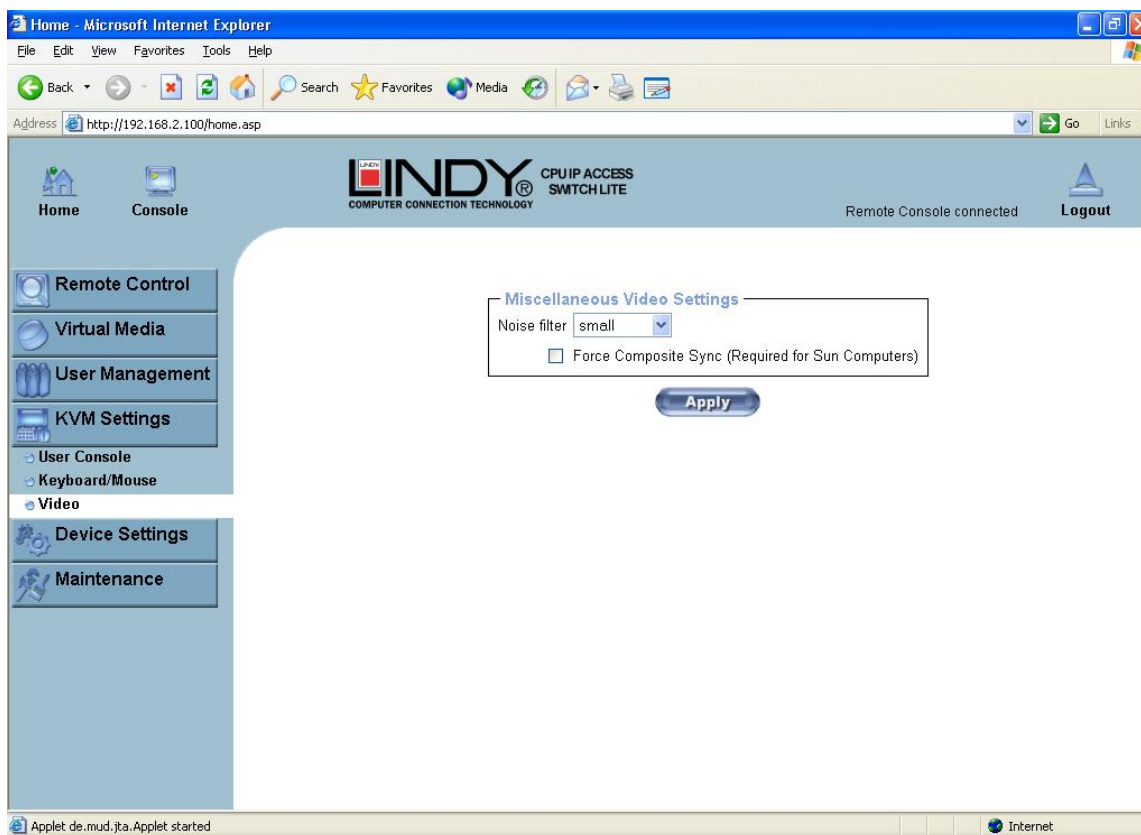 Home - Microsoft Internet Explorer
File Edit View Favorites Tools Help
Back Search Favorites Media
Address http://192.168.2.100/home.asp Go Links
Home Console
LINDY
LINDY ® CPU IP ACCESS
SWITCH LITE
COMPUTER CONNECTION TECHNOLOGY
Remote Console connected Logout
Remote Control
Virtual Media
User Management
KVM Settings
User Console
Keyboard/Mouse
Video
Device Settings
Maintenance
Miscellaneous Video Settings
Noise filter small
Force Composite Sync (Required for Sun Computers)
Apply
Applet de.mud.jta.Applet started Internet